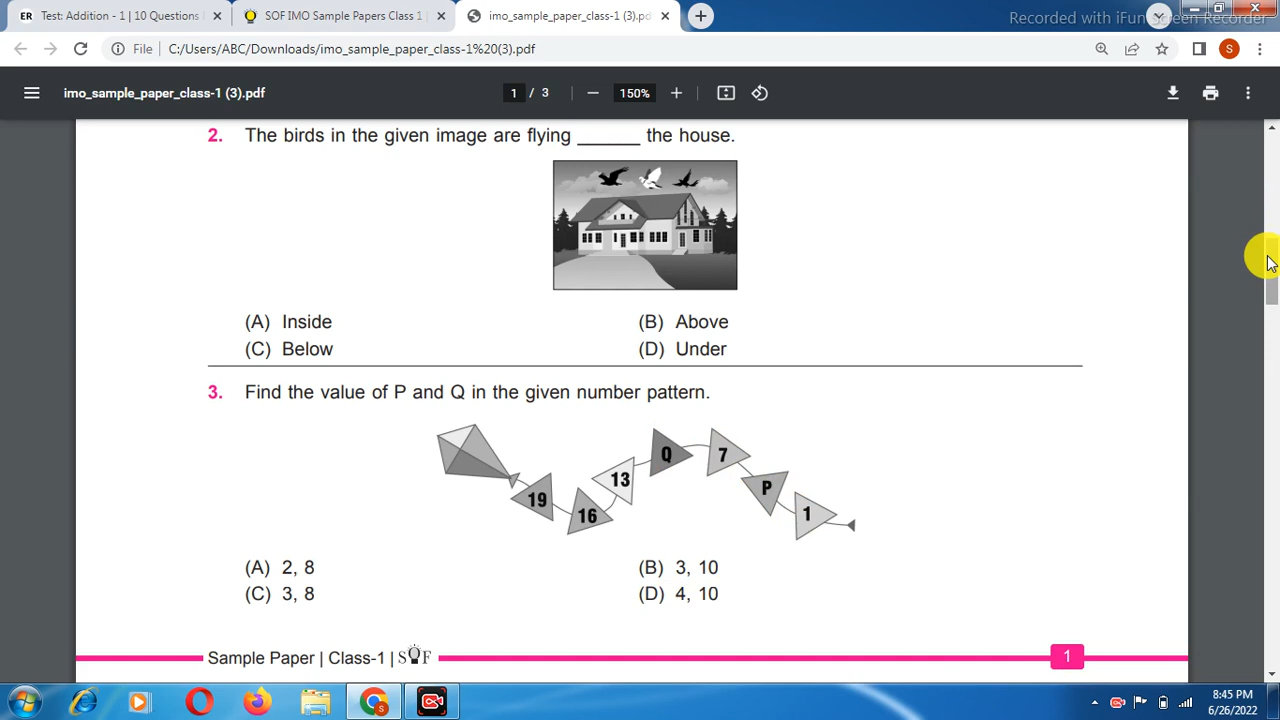 Test: Addition - 1 | 10 Questions
SOF IMO Sample Papers Class 1
imo_sample_paper_class-1 (3).pd
Recorded with iFun Screen Recorder
File C:/Users/ABC/Downloads/imo_sample_paper_class-1%20(3).pdf
S
imo_sample_paper_class-1 (3).pdf
1 / 3
150%
2. The birds in the given image are flying ______ the house.
(A) Inside
(B) Above
(C) Below
(D) Under
3. Find the value of P and Q in the given number pattern.
19 16 13 Q 7 P 1
(A) 2, 8
(B) 3, 10
(C) 3, 8
(D) 4, 10
Sample Paper | Class-1 | SOF
1
8:45 PM
6/26/2022